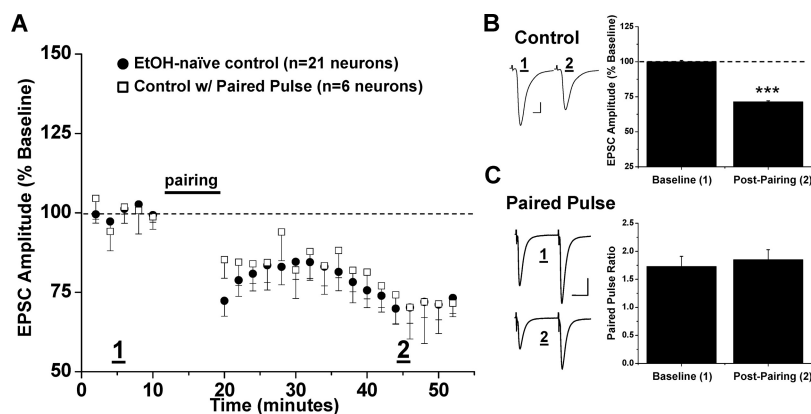 A
EtOH-naïve control (n=21 neurons)
Control w/ Paired Pulse (n=6 neurons)
EPSC Amplitude (% Baseline)
150
125
100
75
50
pairing
1
2
0
10
20
30
40
50
Time (minutes)
B
Control
1
2
EPSC Amplitude (% Baseline)
125
100
75
50
25
***
Baseline (1)
Post-Pairing (2)
C
Paired Pulse
1
2
Paired Pulse Ratio
2.5
2.0
1.5
1.0
0.5
0.0
Baseline (1)
Post-Pairing (2)